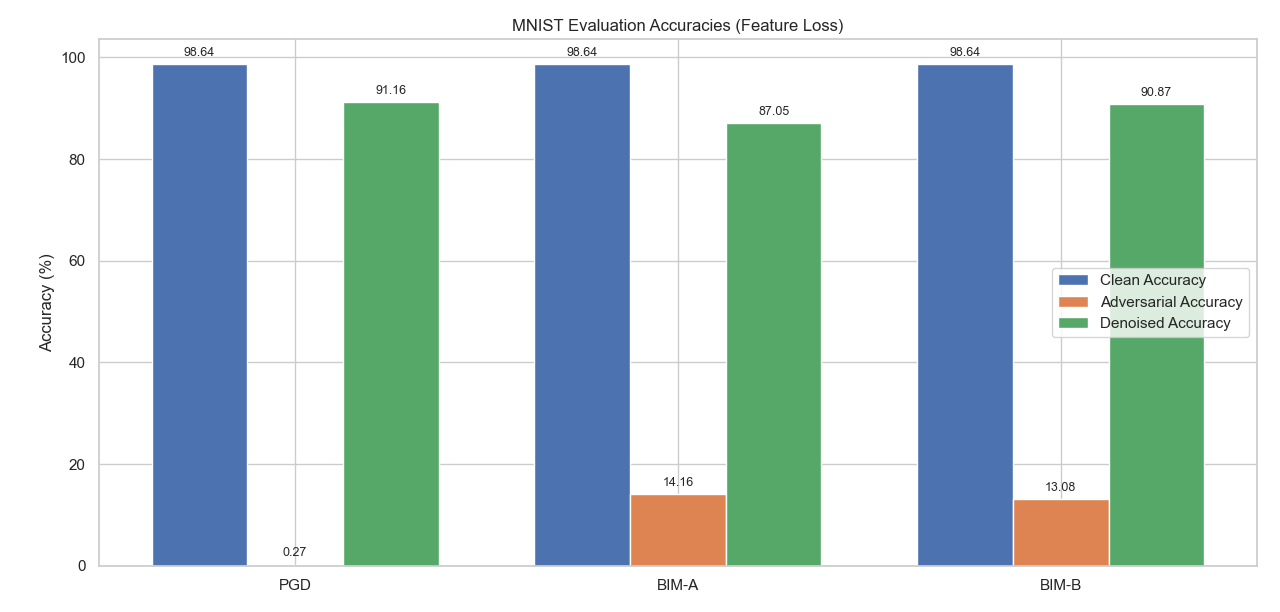 MNIST Evaluation Accuracies (Feature Loss)
98.64
98.64
98.64
91.16
87.05
90.87
14.16
13.08
0.27
Accuracy (%)
100
80
60
40
20
0
Clean Accuracy
Adversarial Accuracy
Denoised Accuracy
PGD
BIM-A
BIM-B